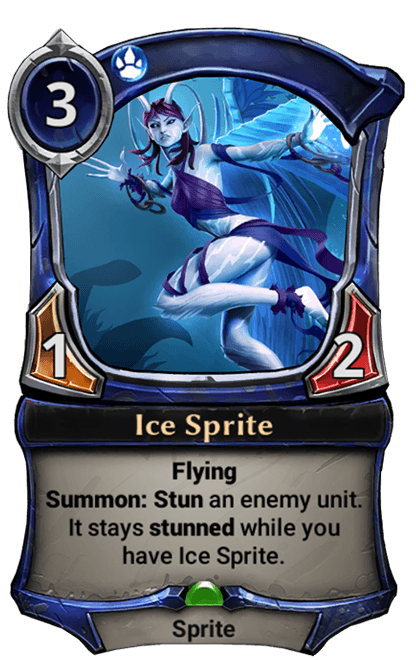 3
1
2
Ice Sprite
Flying
Summon: Stun an enemy unit.
It stays stunned while you
have Ice Sprite.
Sprite